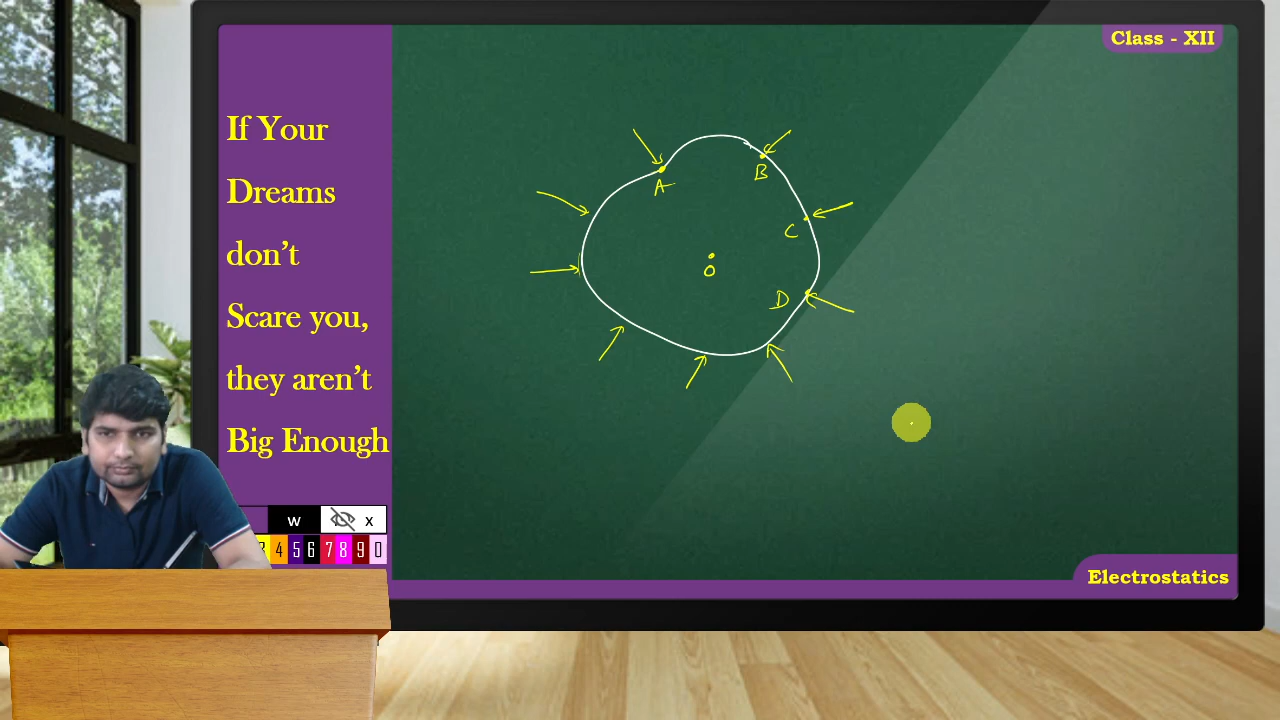 Class - XII
If Your
Dreams
don't
Scare you,
they aren't
Big Enough
A
B
C
D
O
w
x
3 4 5 6 7 8 9 0
Electrostatics